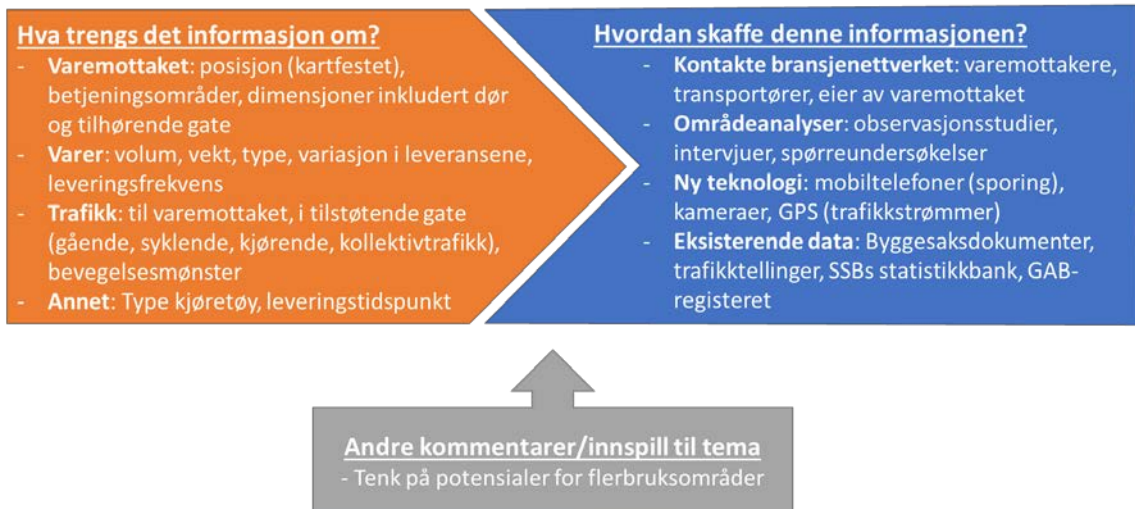 Hva trengs det informasjon om?
- Varemottaket: posisjon (kartfestet),
betjeningsområder, dimensjoner inkludert dør
og tilhørende gate
- Varer: volum, vekt, type, variasjon i leveransene,
leveringsfrekvens
- Trafikk: til varemottaket, i tilstøtende gate
(gående, syklende, kjørende, kollektivtrafikk),
bevegelsesmønster
- Annet: Type kjøretøy, leveringstidspunkt
Hvordan skaffe denne informasjonen?
- Kontakte bransjenettverket: varemottakere,
transportører, eier av varemottaket
- Områdeanalyser: observasjonsstudier,
intervjuer, spørreundersøkelser
- Ny teknologi: mobiltelefoner (sporing),
kameraer, GPS (trafikkstrømmer)
- Eksisterende data: Byggesaksdokumenter,
trafikktellinger, SSBs statistikkbank, GAB-
registeret
Andre kommentarer/innspill til tema
- Tenk på potensialer for flerbruksområder